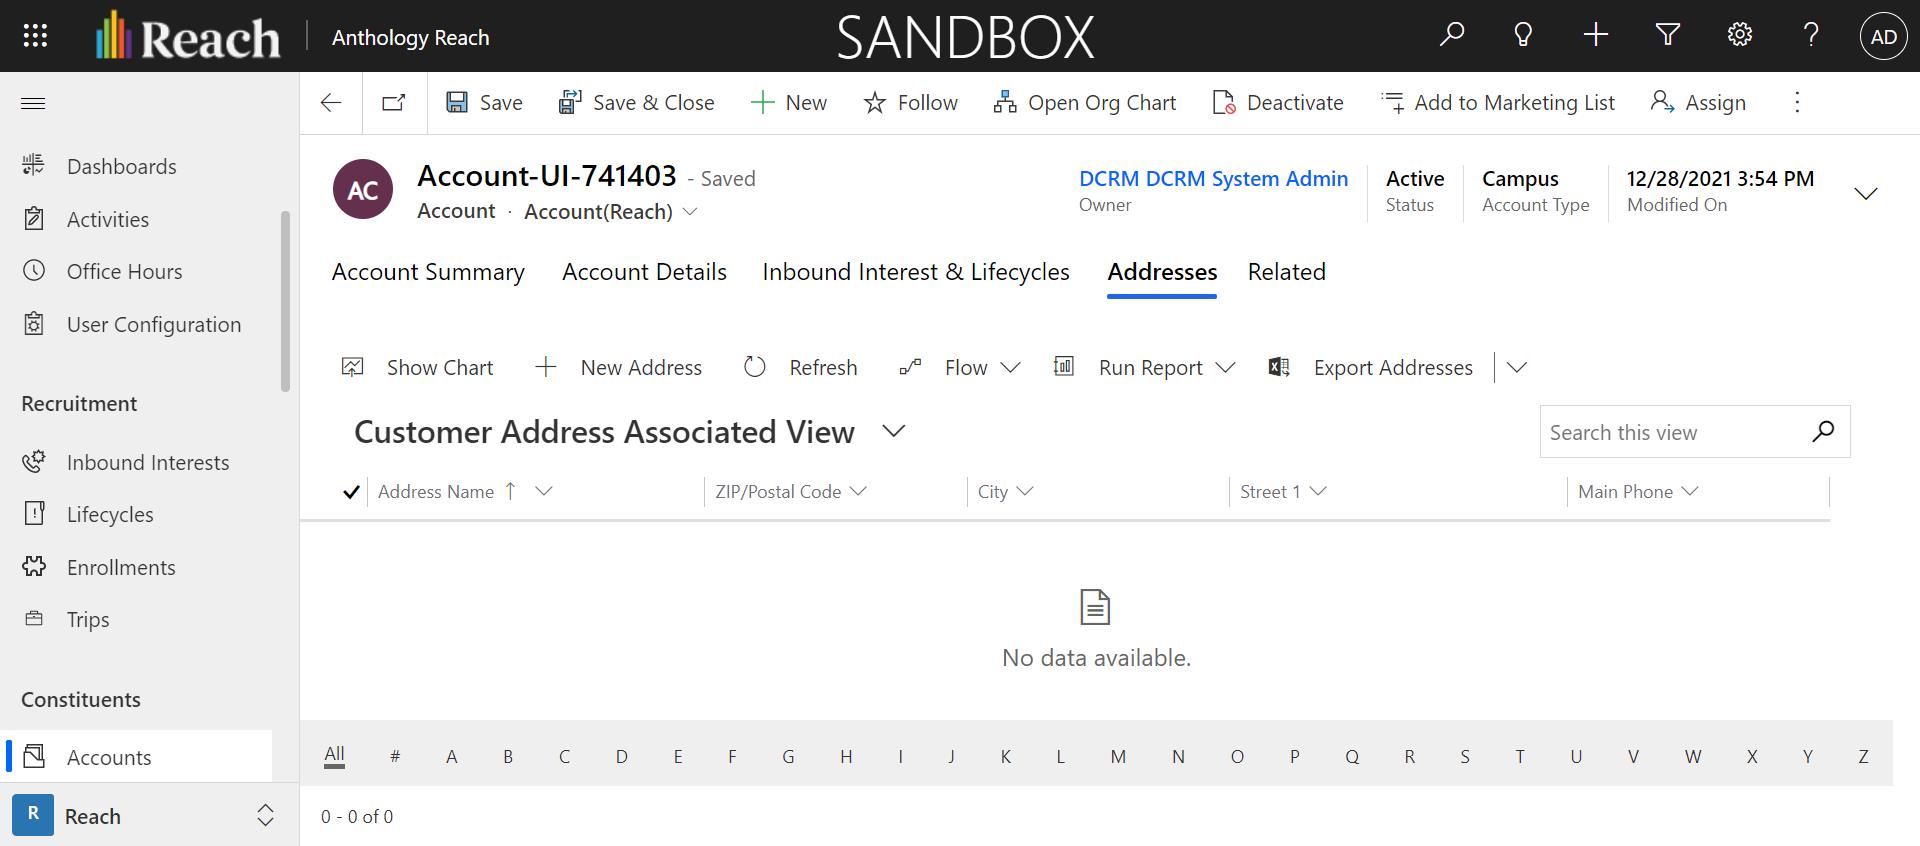 Reach Anthology Reach SANDBOX AD
Save Save & Close New Follow Open Org Chart Deactivate Add to Marketing List Assign
Dashboards
Activities
Office Hours
User Configuration
Recruitment
Inbound Interests
Lifecycles
Enrollments
Trips
Constituents
Accounts
R Reach
AC
Account-UI-741403 - Saved
Account · Account(Reach)
DCRM DCRM System Admin
Owner
Active
Status
Campus
Account Type
12/28/2021 3:54 PM
Modified On
Account Summary Account Details Inbound Interest & Lifecycles Addresses Related
Show Chart New Address Refresh Flow Run Report Export Addresses
Customer Address Associated View
Search this view
Address Name ↑ ZIP/Postal Code City Street 1 Main Phone
No data available.
All # A B C D E F G H I J K L M N O P Q R S T U V W X Y Z
0 - 0 of 0